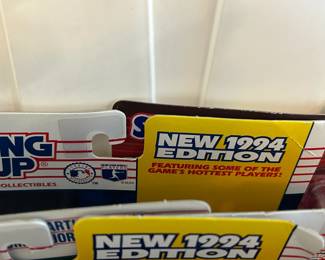 S
NG
UP
COLLECTIBLES
NEW 1994
EDITION
FEATURING SOME OF THE
GAME'S HOTTEST PLAYERS!
NEW 1994
EDITION